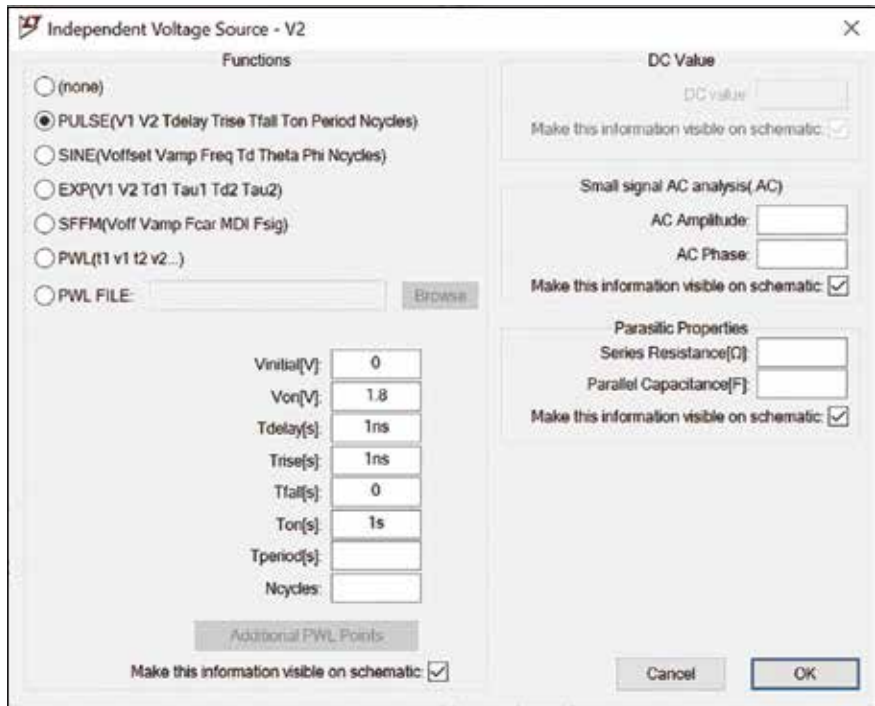 Independent Voltage Source - V2
Functions
(none)
PULSE(V1 V2 Tdelay Trise Tfall Ton Period Ncycles)
SINE(Voffset Vamp Freq Td Theta Phi Ncycles)
EXP(V1 V2 Td1 Tau1 Td2 Tau2)
SFFM(Voff Vamp Fcar MDI Fsig)
PWL(t1 v1 t2 v2...)
PWL FILE: Browse
Vinitial[V]: 0
Von[V]: 1.8
Tdelay[s]: 1ns
Trise[s]: 1ns
Tfall[s]: 0
Ton[s]: 1s
Tperiod[s]:
Ncycles:
Additional PWL Points
Make this information visible on schematic:
DC Value
DC value:
Make this information visible on schematic:
Small signal AC analysis(.AC)
AC Amplitude:
AC Phase:
Make this information visible on schematic:
Parasitic Properties
Series Resistance[Ω]:
Parallel Capacitance[F]:
Make this information visible on schematic:
Cancel OK